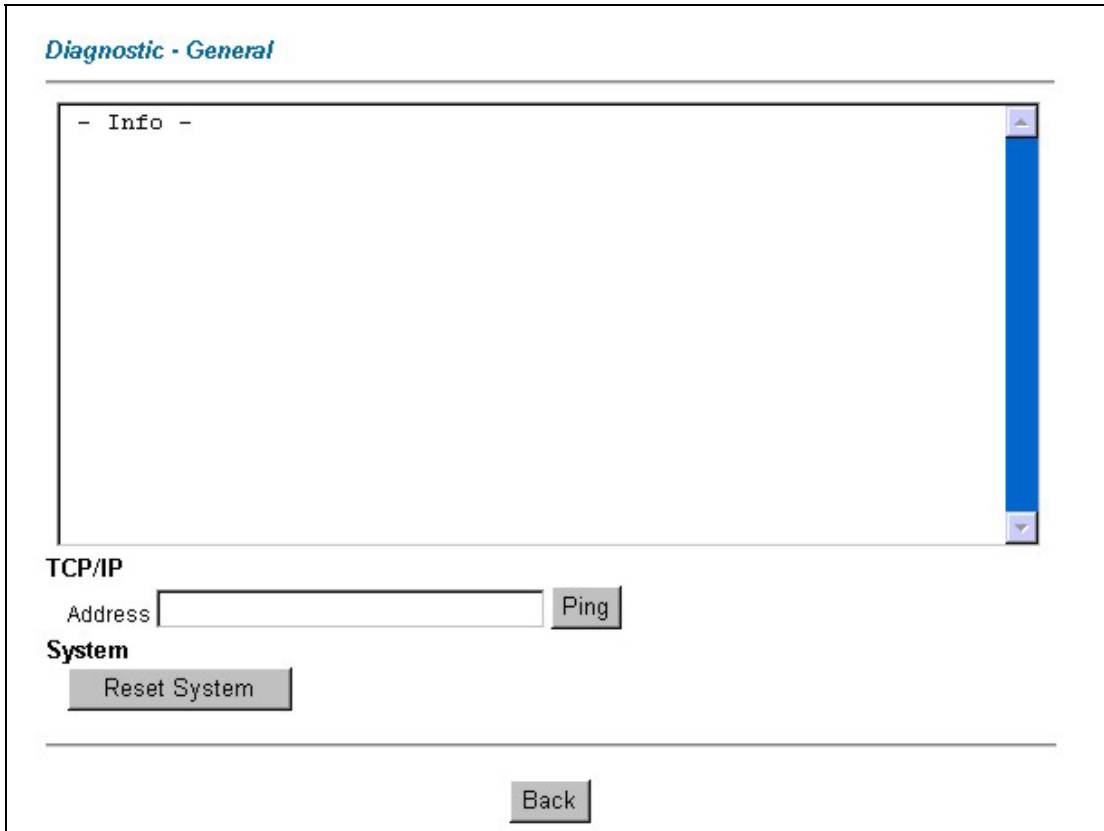 Diagnostic - General
- Info -
TCP/IP
Address Ping
System
Reset System
Back